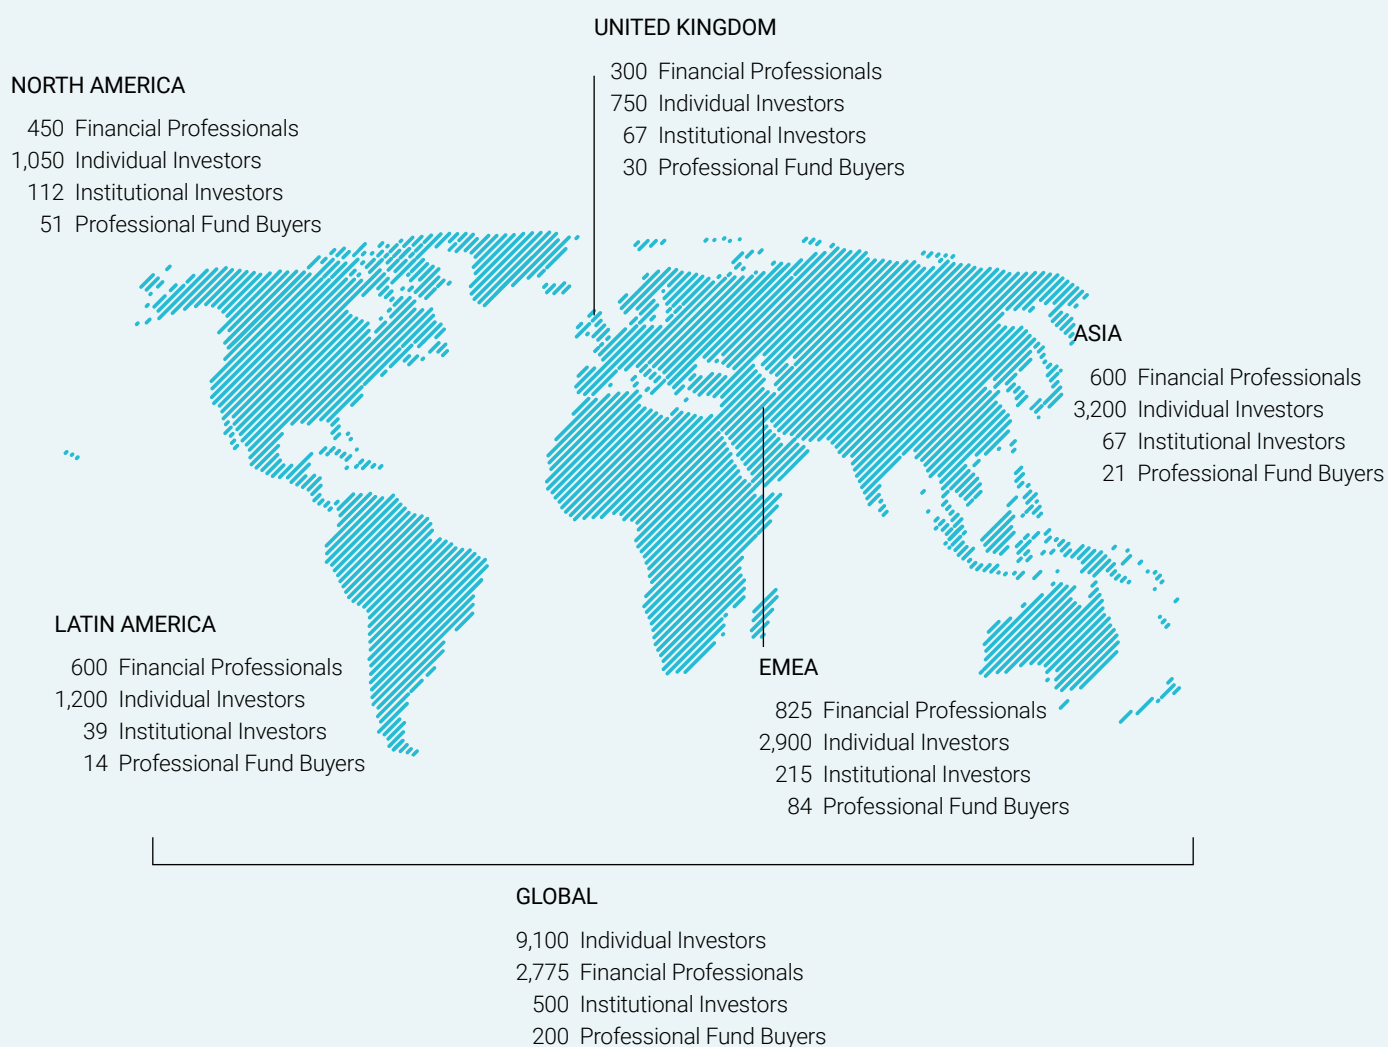 UNITED KINGDOM
300 Financial Professionals
750 Individual Investors
67 Institutional Investors
30 Professional Fund Buyers
NORTH AMERICA
450 Financial Professionals
1,050 Individual Investors
112 Institutional Investors
51 Professional Fund Buyers
ASIA
600 Financial Professionals
3,200 Individual Investors
67 Institutional Investors
21 Professional Fund Buyers
LATIN AMERICA
600 Financial Professionals
1,200 Individual Investors
39 Institutional Investors
14 Professional Fund Buyers
EMEA
825 Financial Professionals
2,900 Individual Investors
215 Institutional Investors
84 Professional Fund Buyers
GLOBAL
9,100 Individual Investors
2,775 Financial Professionals
500 Institutional Investors
200 Professional Fund Buyers